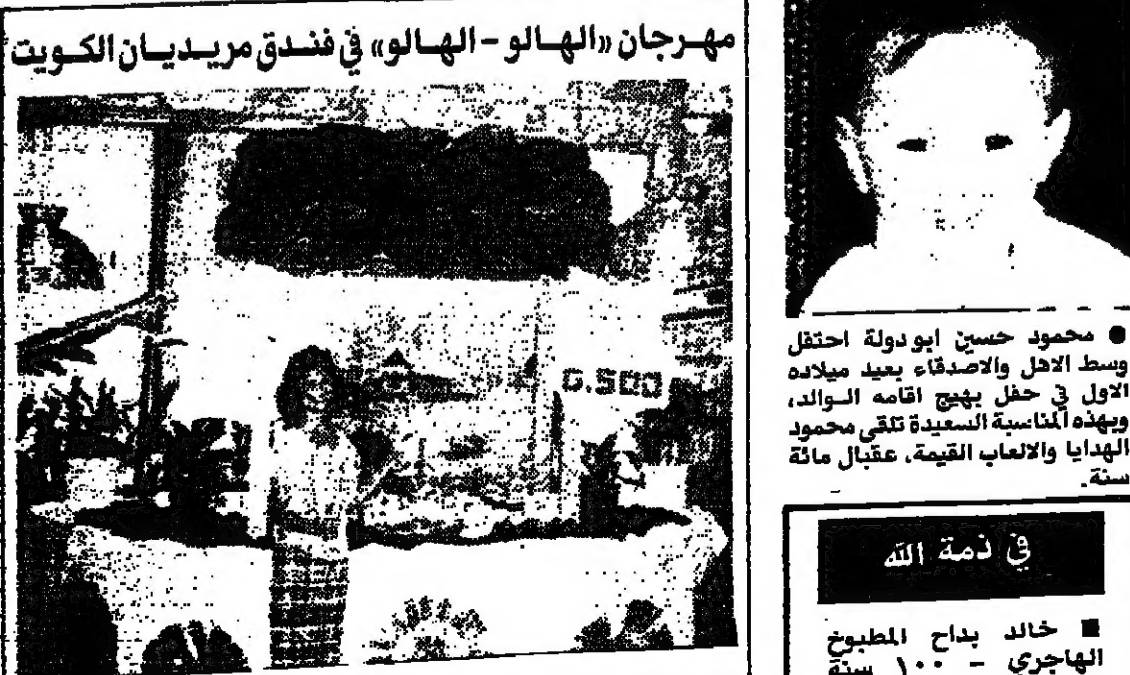 مهرجان «الهالو - الهالو» في فندق مريديان الكويت
G.SOO
● محمود حسين ابو دولة احتفل
وسط الاهل والاصدقاء بعيد ميلاده
الاول في حفل بهيج اقامه الوالد،
وبهذه المناسبة السعيدة تلقى محمود
الهدايا والالعاب القيمة، عقبال مائة
سنة.
في ذمة الله
■ خالد بداح المطبوخ
الهاجري - ١٠٠ سنة